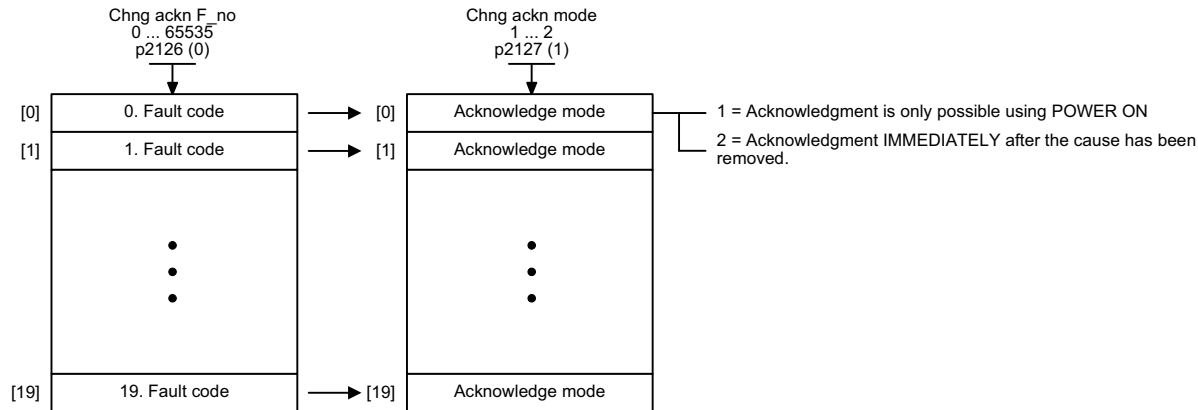 Chng ackn F_no
0 ... 65535
p2126 (0)
Chng ackn mode
1 ... 2
p2127 (1)
[0]
0. Fault code
[0]
Acknowledge mode
1 = Acknowledgment is only possible using POWER ON
[1]
1. Fault code
[1]
Acknowledge mode
2 = Acknowledgment IMMEDIATELY after the cause has been
removed.
[19]
19. Fault code
[19]
Acknowledge mode